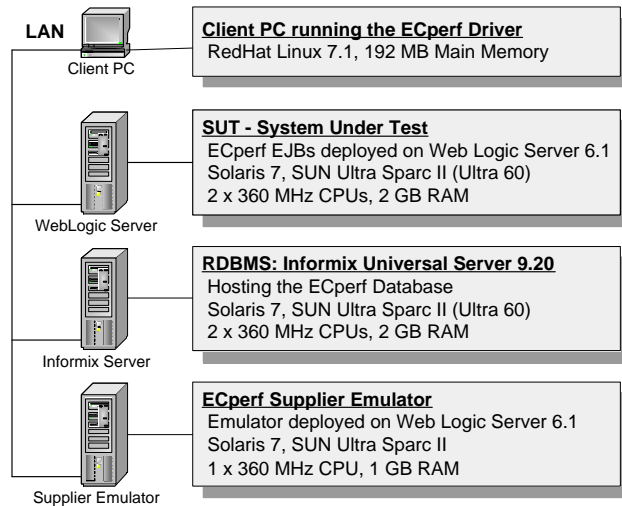 LAN
Client PC
Client PC running the ECperf Driver
RedHat Linux 7.1, 192 MB Main Memory
WebLogic Server
SUT - System Under Test
ECperf EJBs deployed on Web Logic Server 6.1
Solaris 7, SUN Ultra Sparc II (Ultra 60)
2 x 360 MHz CPUs, 2 GB RAM
Informix Server
RDBMS: Informix Universal Server 9.20
Hosting the ECperf Database
Solaris 7, SUN Ultra Sparc II (Ultra 60)
2 x 360 MHz CPUs, 2 GB RAM
Supplier Emulator
ECperf Supplier Emulator
Emulator deployed on Web Logic Server 6.1
Solaris 7, SUN Ultra Sparc II
1 x 360 MHz CPU, 1 GB RAM